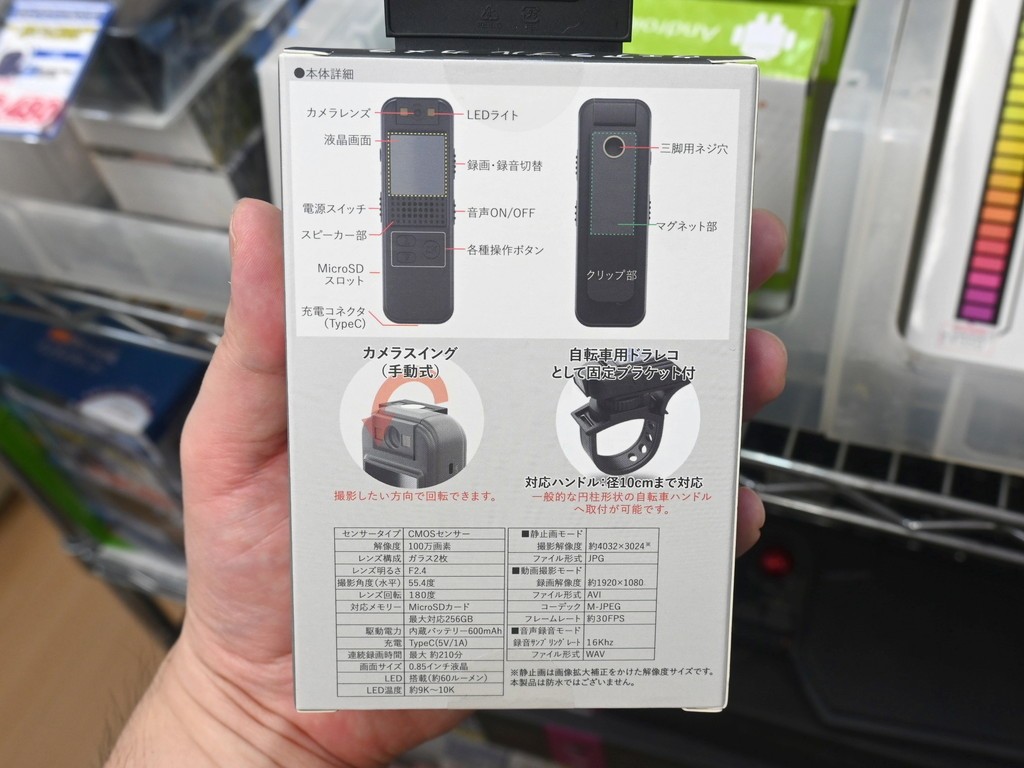 ●本体詳細
カメラレンズ
LEDライト
液晶画面
録画・録音切替
電源スイッチ
音声ON/OFF
スピーカー部
各種操作ボタン
MicroSD
スロット
充電コネクタ
(TypeC)
三脚用ネジ穴
マグネット部
クリップ部
カメラスイング
(手動式)
撮影したい方向で回転できます。
自転車用ドラレコ
として固定ブラケット付
対応ハンドル:径10cmまで対応
一般的な円柱形状の自転車ハンドル
へ取付が可能です。
センサータイプ CMOSセンサー
解像度 100万画素
レンズ構成 ガラス2枚
レンズ明るさ F2.4
撮影角度(水平) 55.4度
レンズ回転 180度
対応メモリー MicroSDカード
最大対応256GB
駆動電力 内蔵バッテリー600mAh
充電 TypeC(5V/1A)
連続録画時間 最大 約210分
画面サイズ 0.85インチ液晶
LED 搭載(約60ルーメン)
LED温度 約9K〜10K
■静止画モード
撮影解像度 約4032×3024※
ファイル形式 JPG
■動画撮影モード
録画解像度 約1920×1080
ファイル形式 AVI
コーデック M-JPEG
フレームレート 約30FPS
■音声録音モード
録音サンプリングレート 16Khz
ファイル形式 WAV
※静止画は画像拡大補正をかけた解像度サイズです。
本製品は防水ではございません。
Android